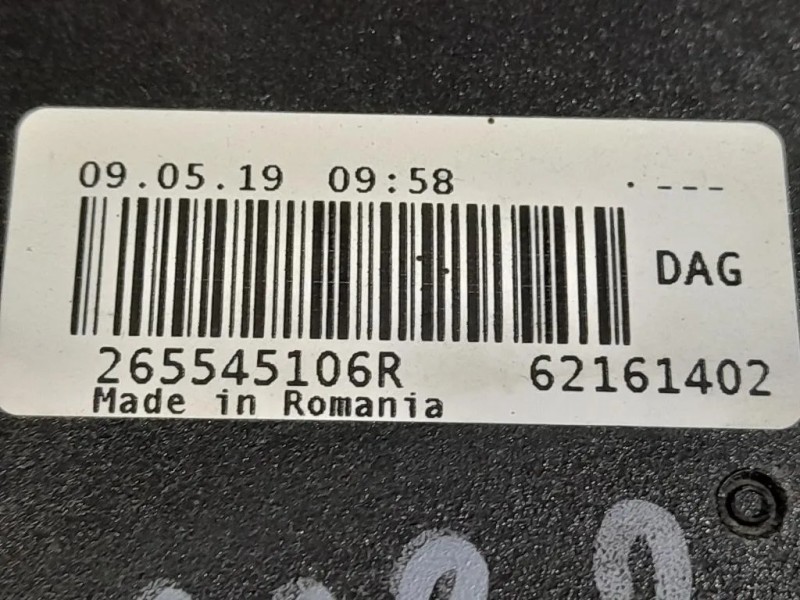 09.05.19 09:58 . ---
DAG
265545106R 62161402
Made in Romania